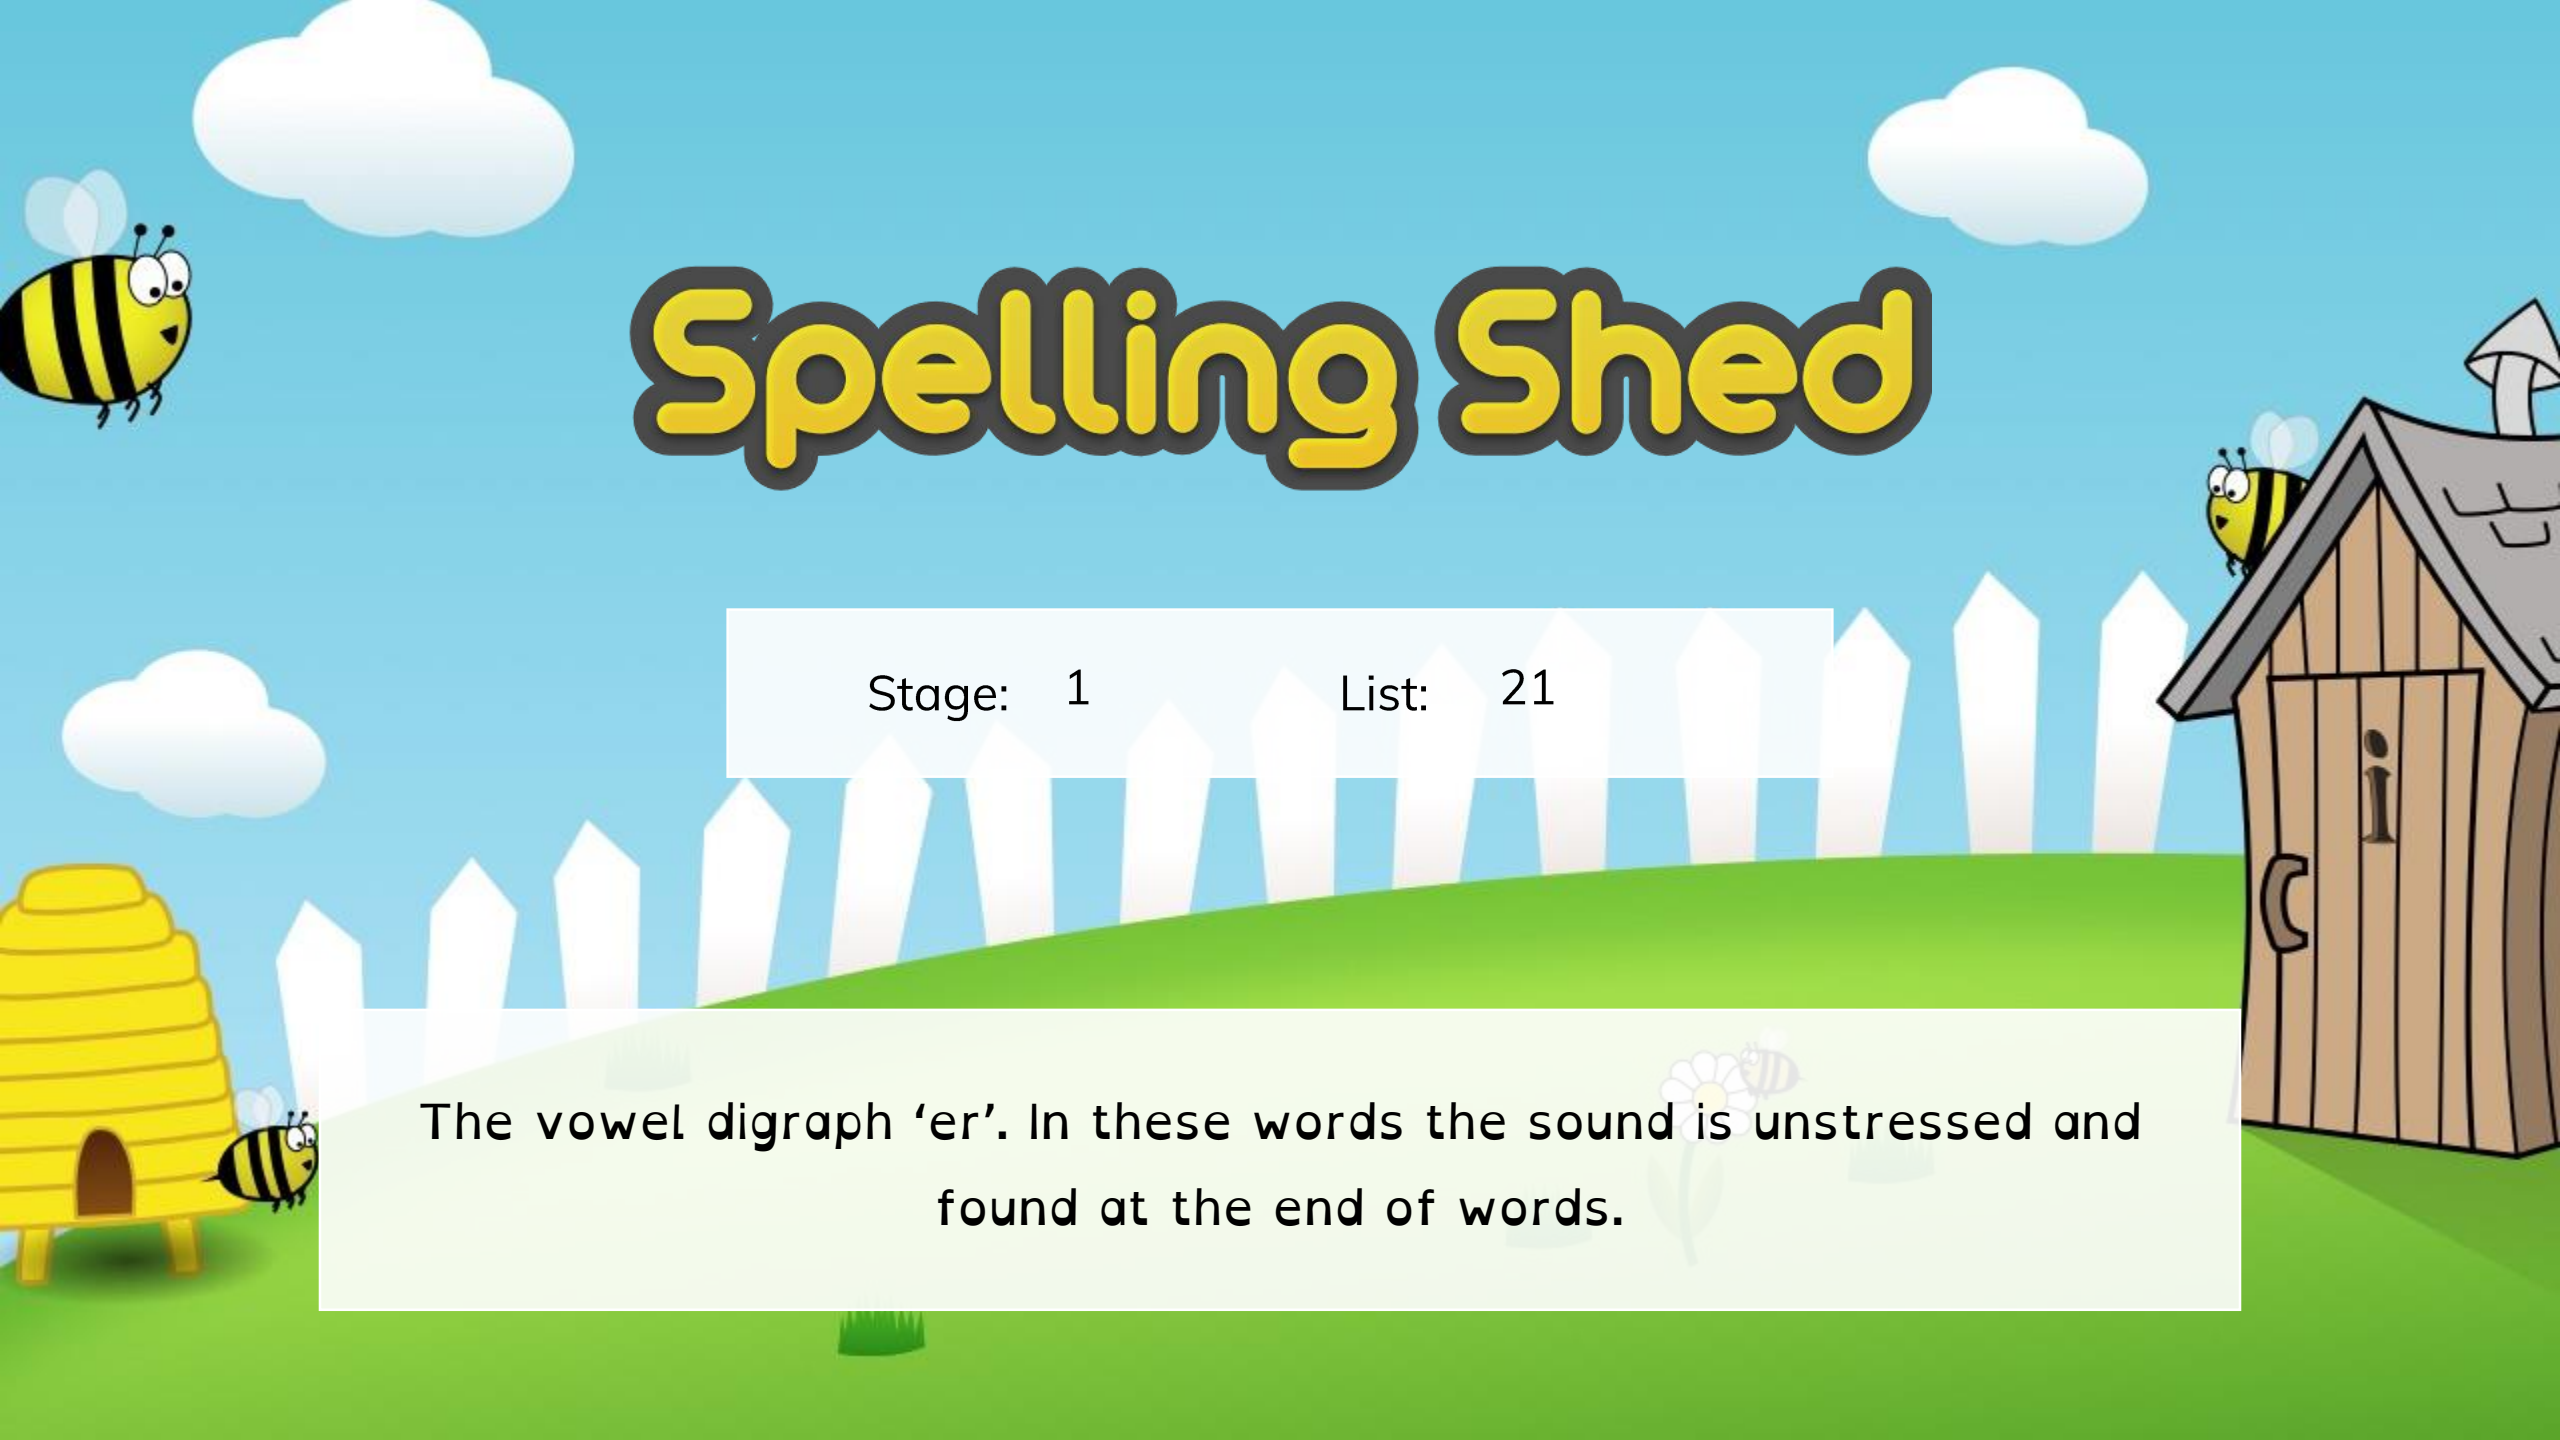 Spelling Shed
Stage: 1 List: 21
i
The vowel digraph ‘er’. In these words the sound is unstressed and
found at the end of words.